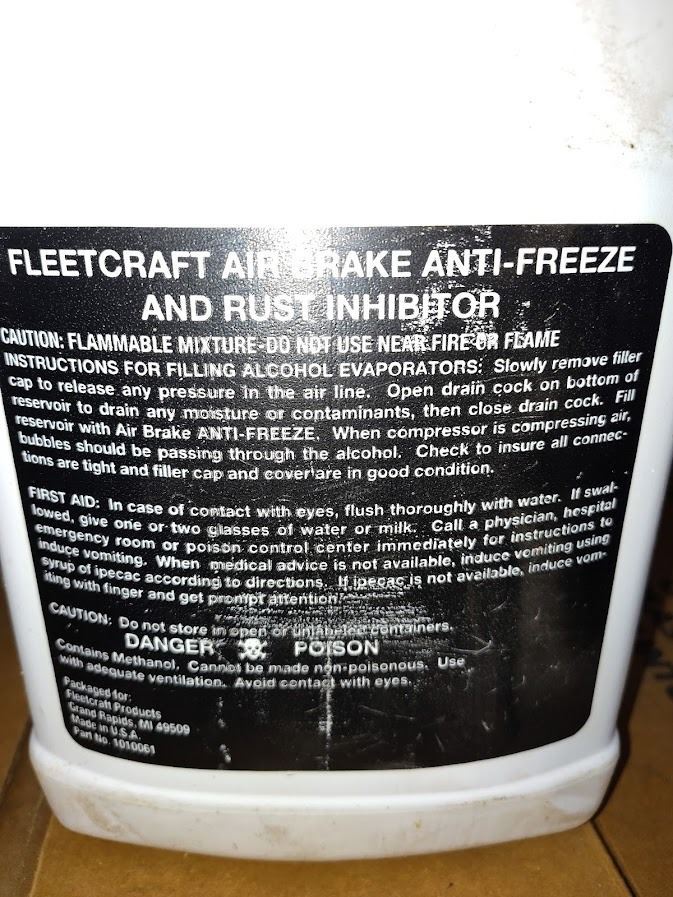 FLEETCRAFT AIR BRAKE ANTI-FREEZE
AND RUST INHIBITOR
CAUTION: FLAMMABLE MIXTURE-DO NOT USE NEAR FIRE OR FLAME
INSTRUCTIONS FOR FILLING ALCOHOL EVAPORATORS: Slowly remove filler
cap to release any pressure in the air line. Open drain cock on bottom of
reservoir to drain any moisture or contaminants, then close drain cock. Fill
reservoir with Air Brake ANTI-FREEZE. When compressor is compressing air,
bubbles should be passing through the alcohol. Check to insure all connec-
tions are tight and filler cap and cover are in good condition.
FIRST AID: In case of contact with eyes, flush thoroughly with water. If swal-
lowed, give one or two glasses of water or milk. Call a physician, hospital
emergency room or poison control center immediately for instructions to
induce vomiting. When medical advice is not available, induce vomiting using
syrup of ipecac according to directions. If ipecac is not available, induce vom-
iting with finger and get prompt attention.
CAUTION: Do not store in open or unlabeled containers.
DANGER POISON
Contains Methanol. Cannot be made non-poisonous. Use
with adequate ventilation. Avoid contact with eyes.
Packaged for:
Fleetcraft Products
Grand Rapids, MI 49509
Made in U.S.A.
Part No. 1010061